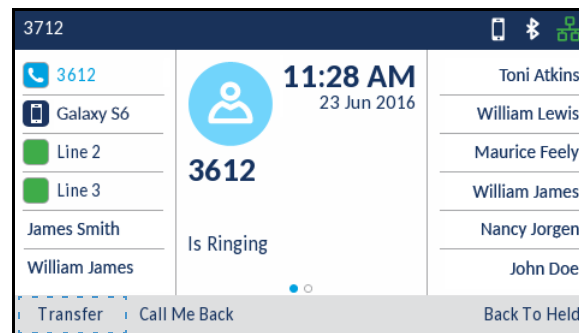 3712
3612
Galaxy S6
Line 2
Line 3
James Smith
William James
11:28 AM
23 Jun 2016
3612
Is Ringing
Toni Atkins
William Lewis
Maurice Feely
William James
Nancy Jorgen
John Doe
Transfer Call Me Back Back To Held